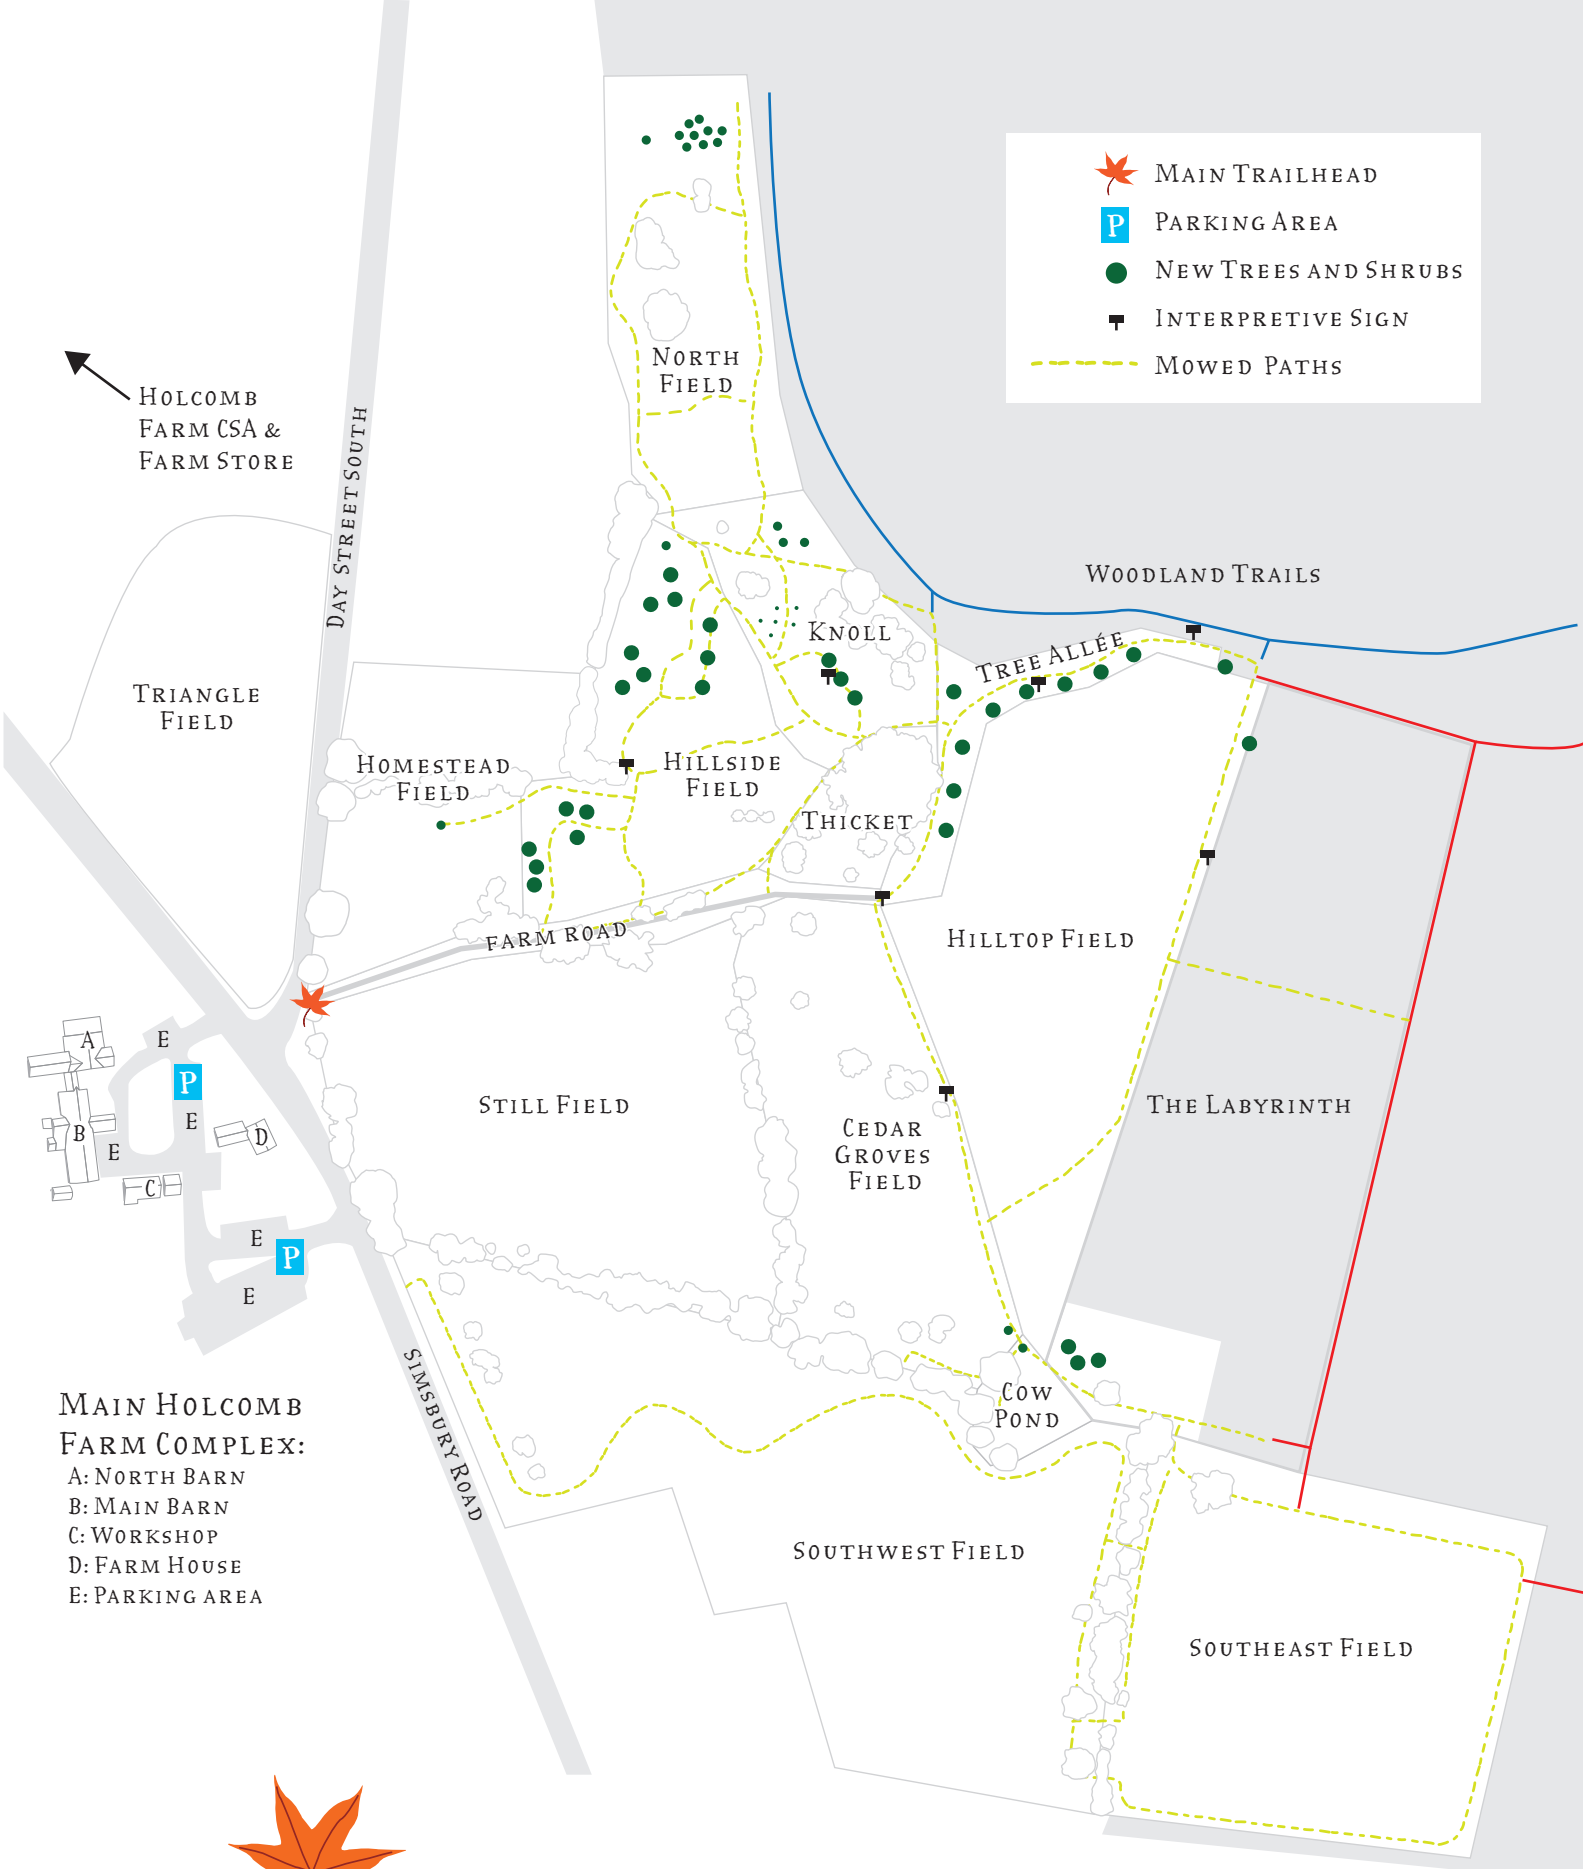 Main Trailhead
P Parking Area
New Trees and Shrubs
Interpretive Sign
Mowed Paths
Holcomb
Farm CSA &
Farm Store
Day Street South
North
Field
Woodland Trails
Knoll
Tree Allée
Triangle
Field
Homestead
Field
Hillside
Field
Thicket
Farm Road
Hilltop Field
A
E
P
E
B
E
D
C
E
P
E
Still Field
Cedar
Groves
Field
The Labyrinth
Simsbury Road
Cow
Pond
Main Holcomb
Farm Complex:
A: North Barn
B: Main Barn
C: Workshop
D: Farm House
E: Parking area
Southwest Field
Southeast Field